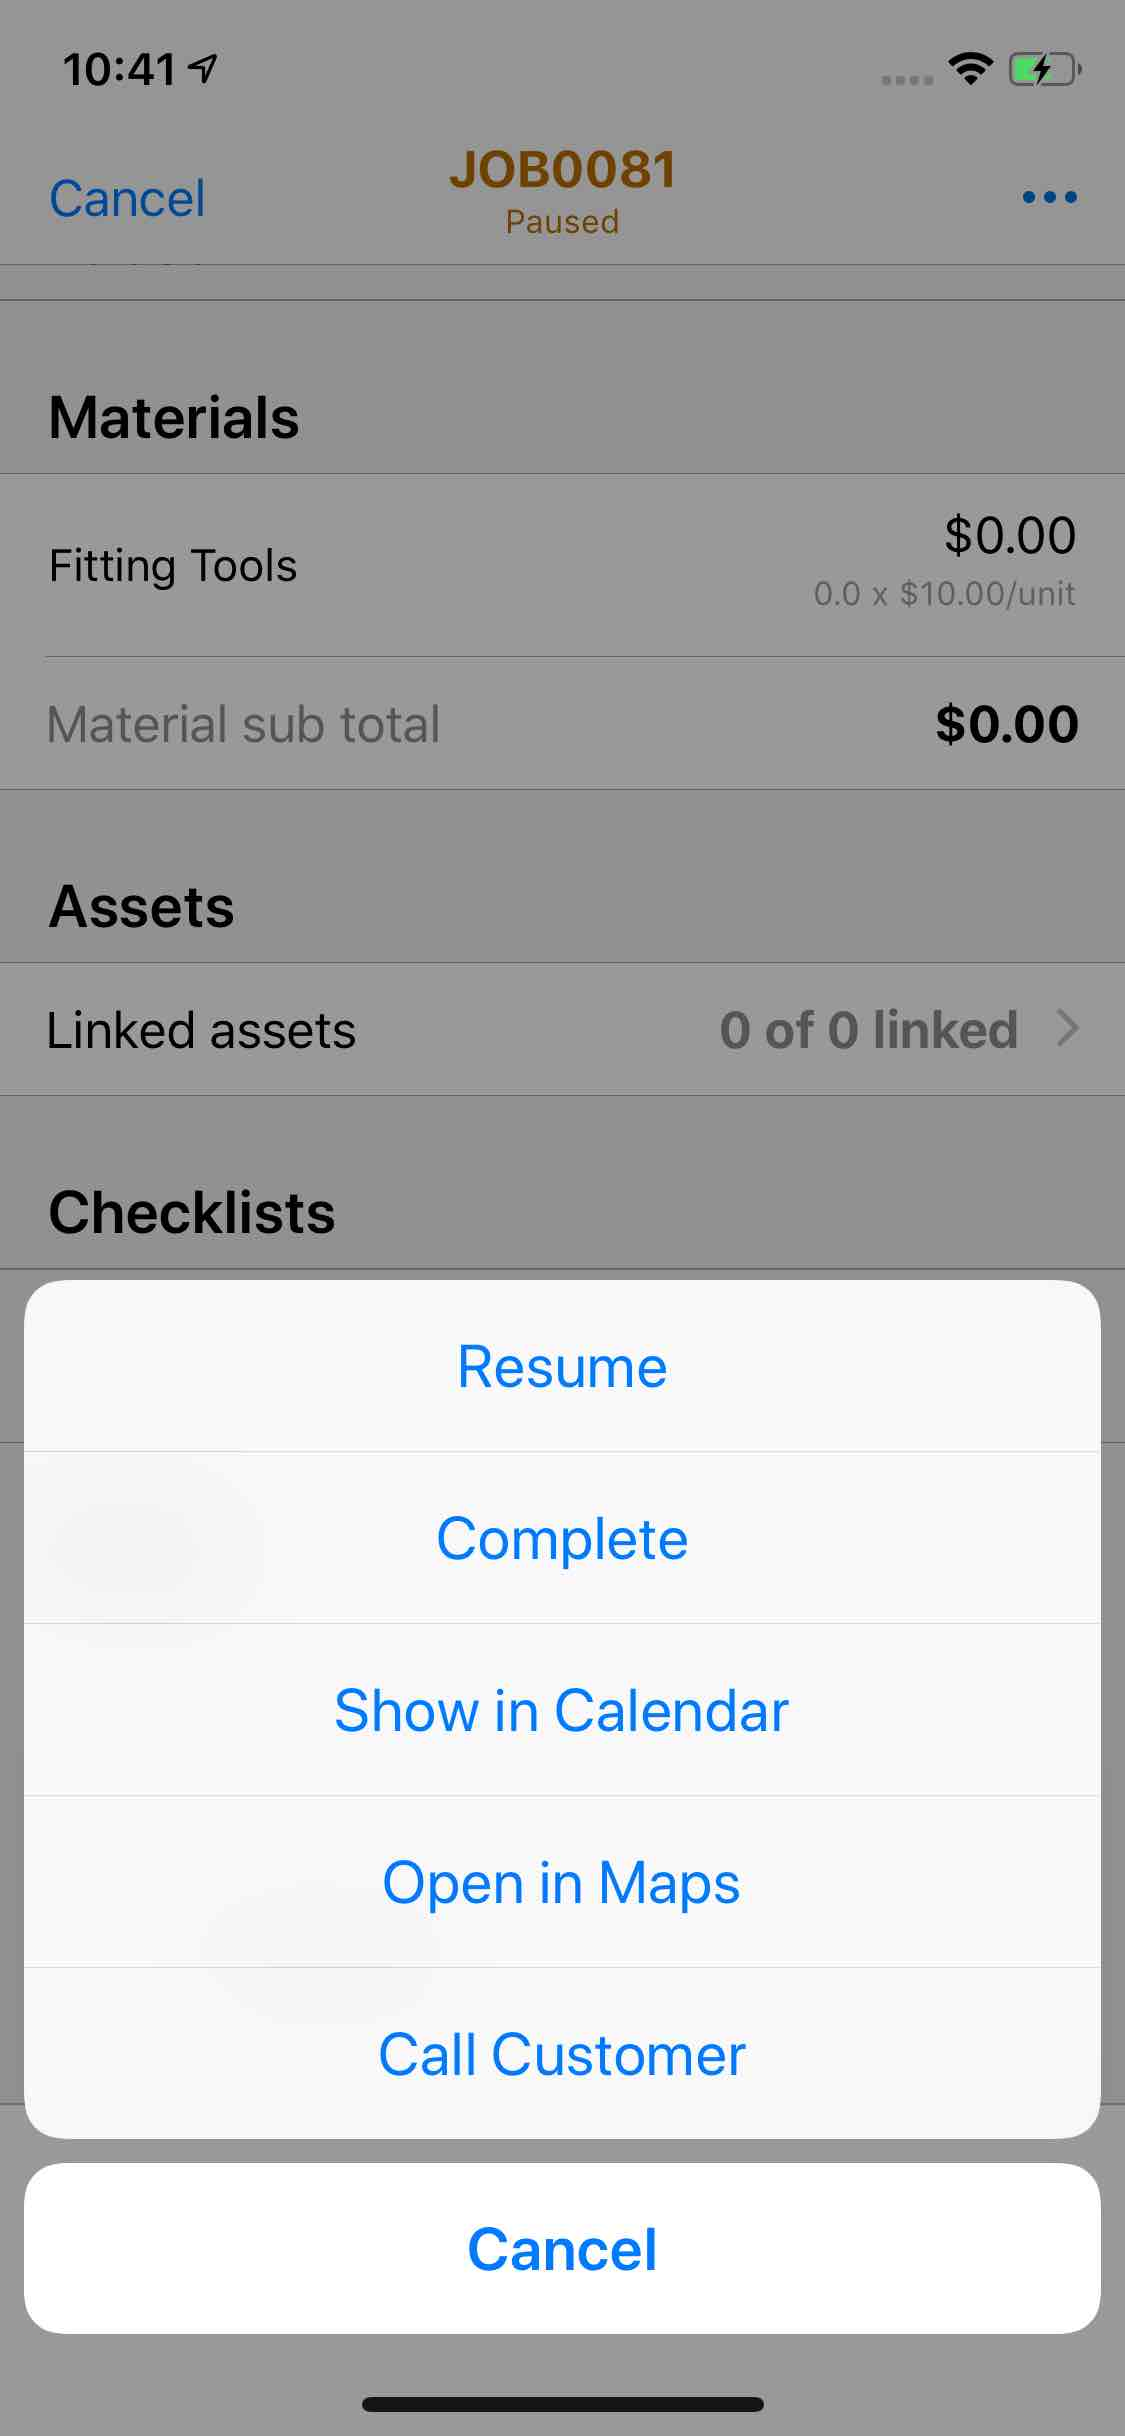 10:41
Cancel
JOB0081
Paused
Materials
Fitting Tools
$0.00
0.0 x $10.00/unit
Material sub total
$0.00
Assets
Linked assets
0 of 0 linked
Checklists
Resume
Complete
Show in Calendar
Open in Maps
Call Customer
Cancel